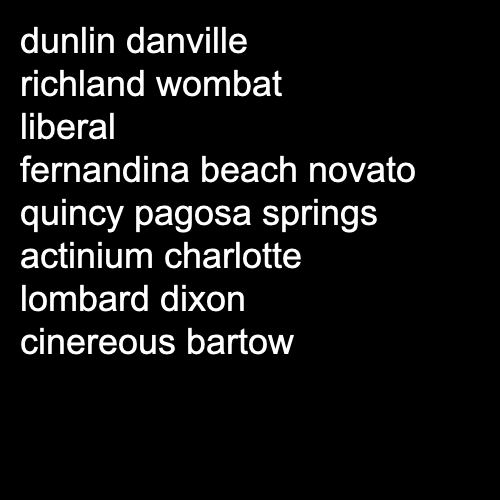 dunlin danville
richland wombat
liberal
fernandina beach novato
quincy pagosa springs
actinium charlotte
lombard dixon
cinereous bartow